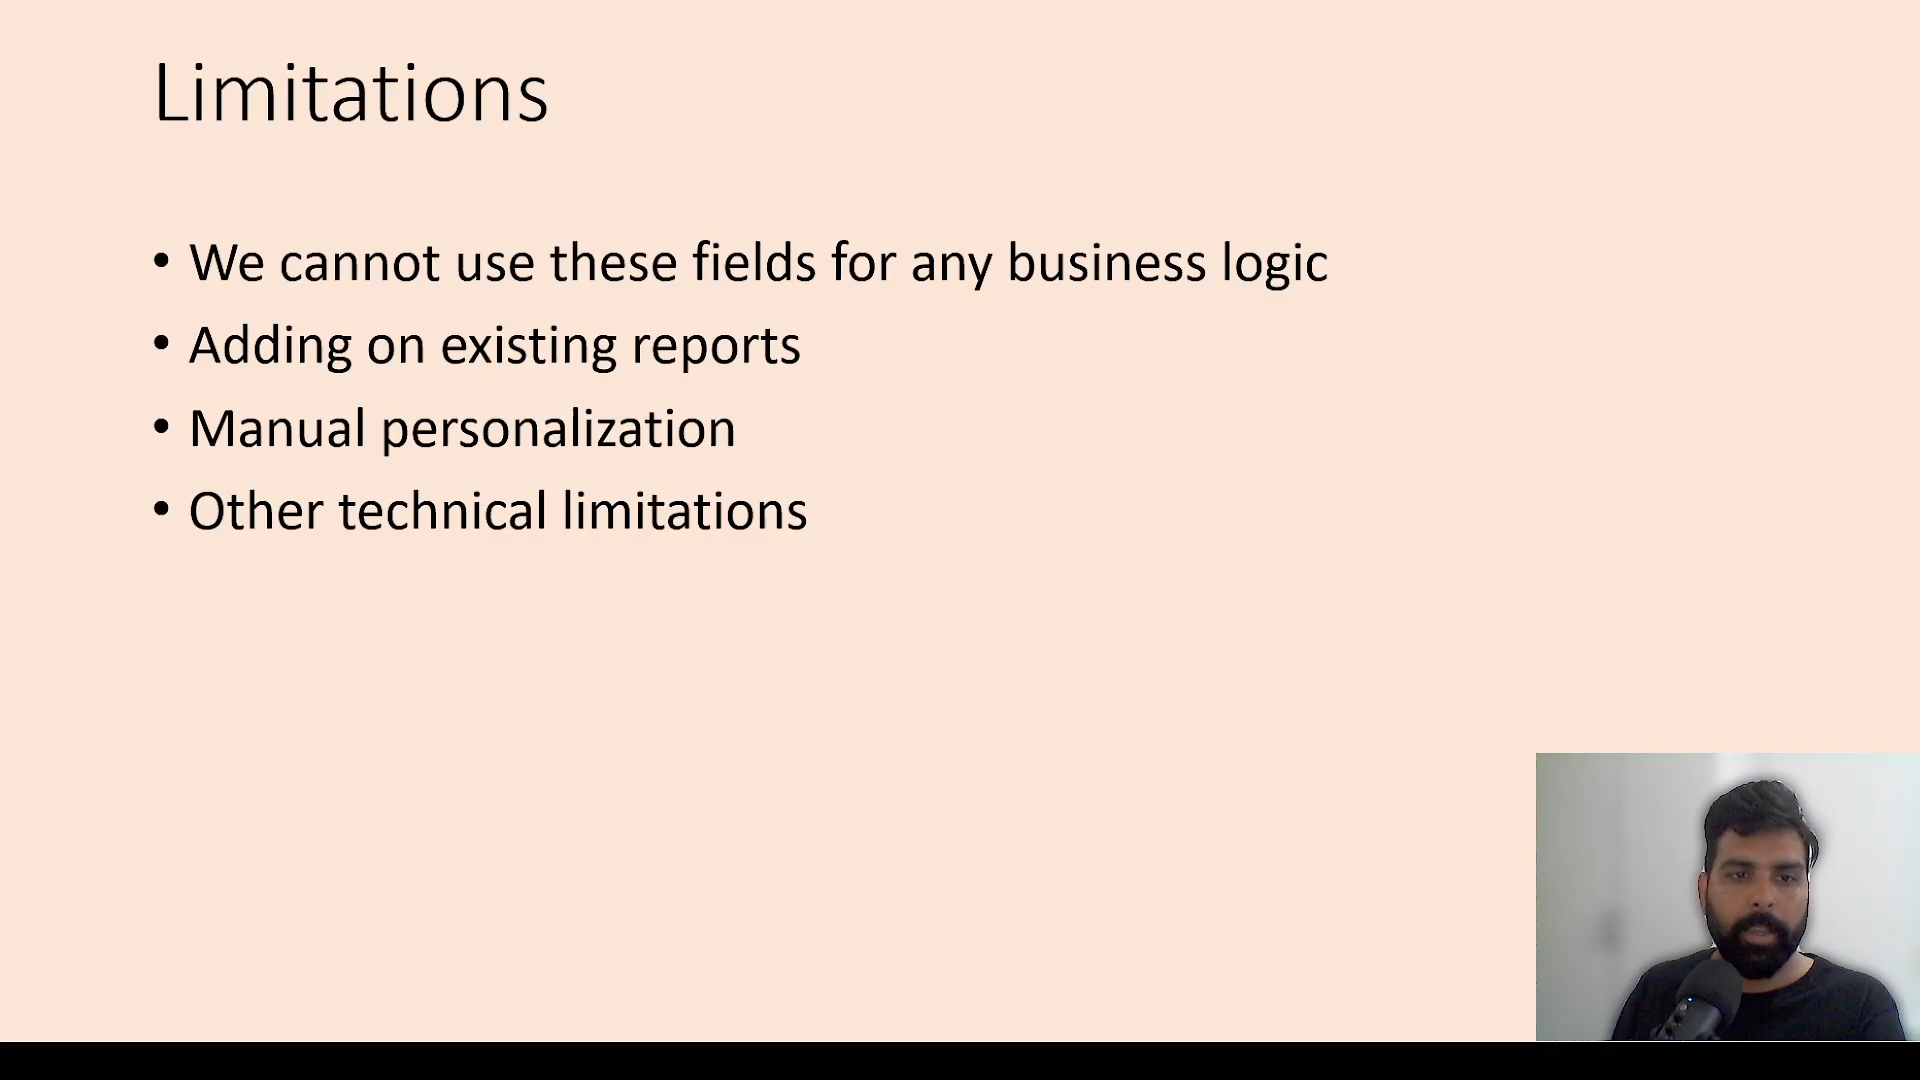 Limitations
• We cannot use these fields for any business logic
• Adding on existing reports
• Manual personalization
• Other technical limitations